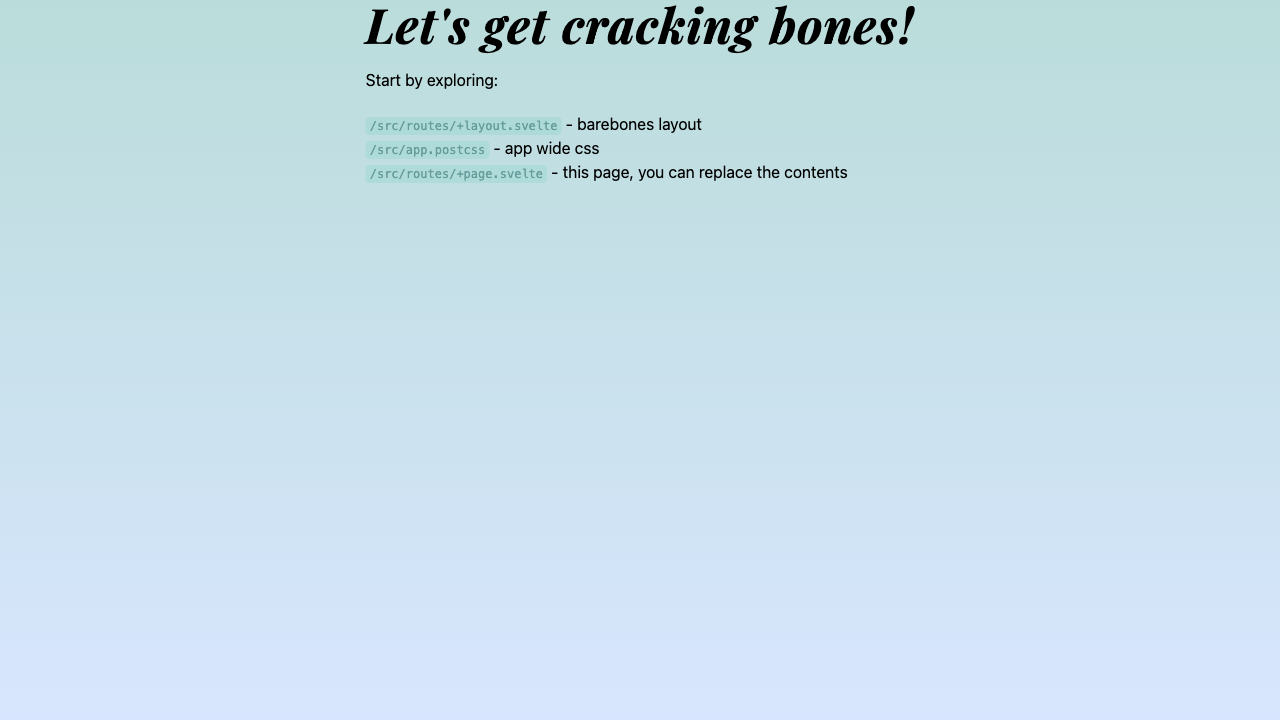 Let's get cracking bones!
Start by exploring:
/src/routes/+layout.svelte - barebones layout
/src/app.postcss - app wide css
/src/routes/+page.svelte - this page, you can replace the contents